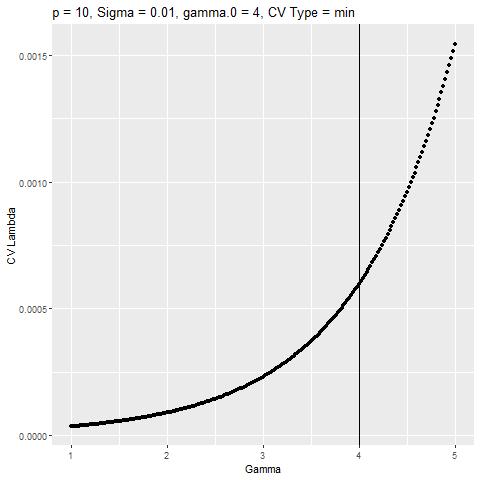 p = 10, Sigma = 0.01, gamma.0 = 4, CV Type = min
0.0015
0.0010
0.0005
0.0000
CV Lambda
1 2 3 4 5
Gamma